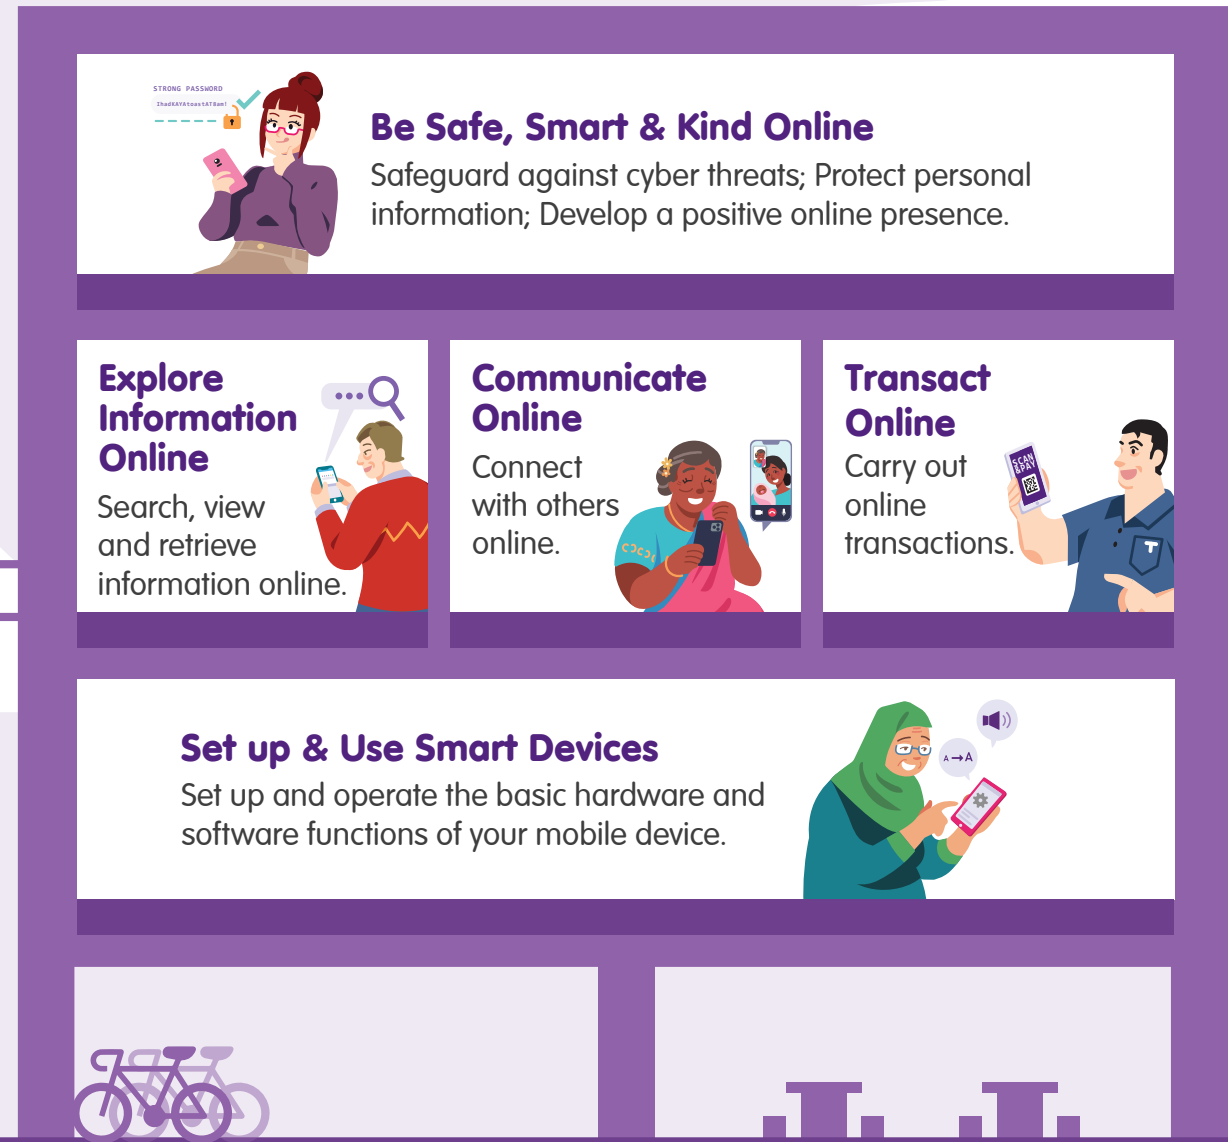 STRONG PASSWORD
IhadKAYAtoastAT8am!
Be Safe, Smart & Kind Online
Safeguard against cyber threats; Protect personal
information; Develop a positive online presence.
Explore
Information
Online
Search, view
and retrieve
information online.
Communicate
Online
Connect
with others
online.
Transact
Online
Carry out
online
transactions.
SCAN
&PAY
T
Set up & Use Smart Devices
Set up and operate the basic hardware and
software functions of your mobile device.
A→A